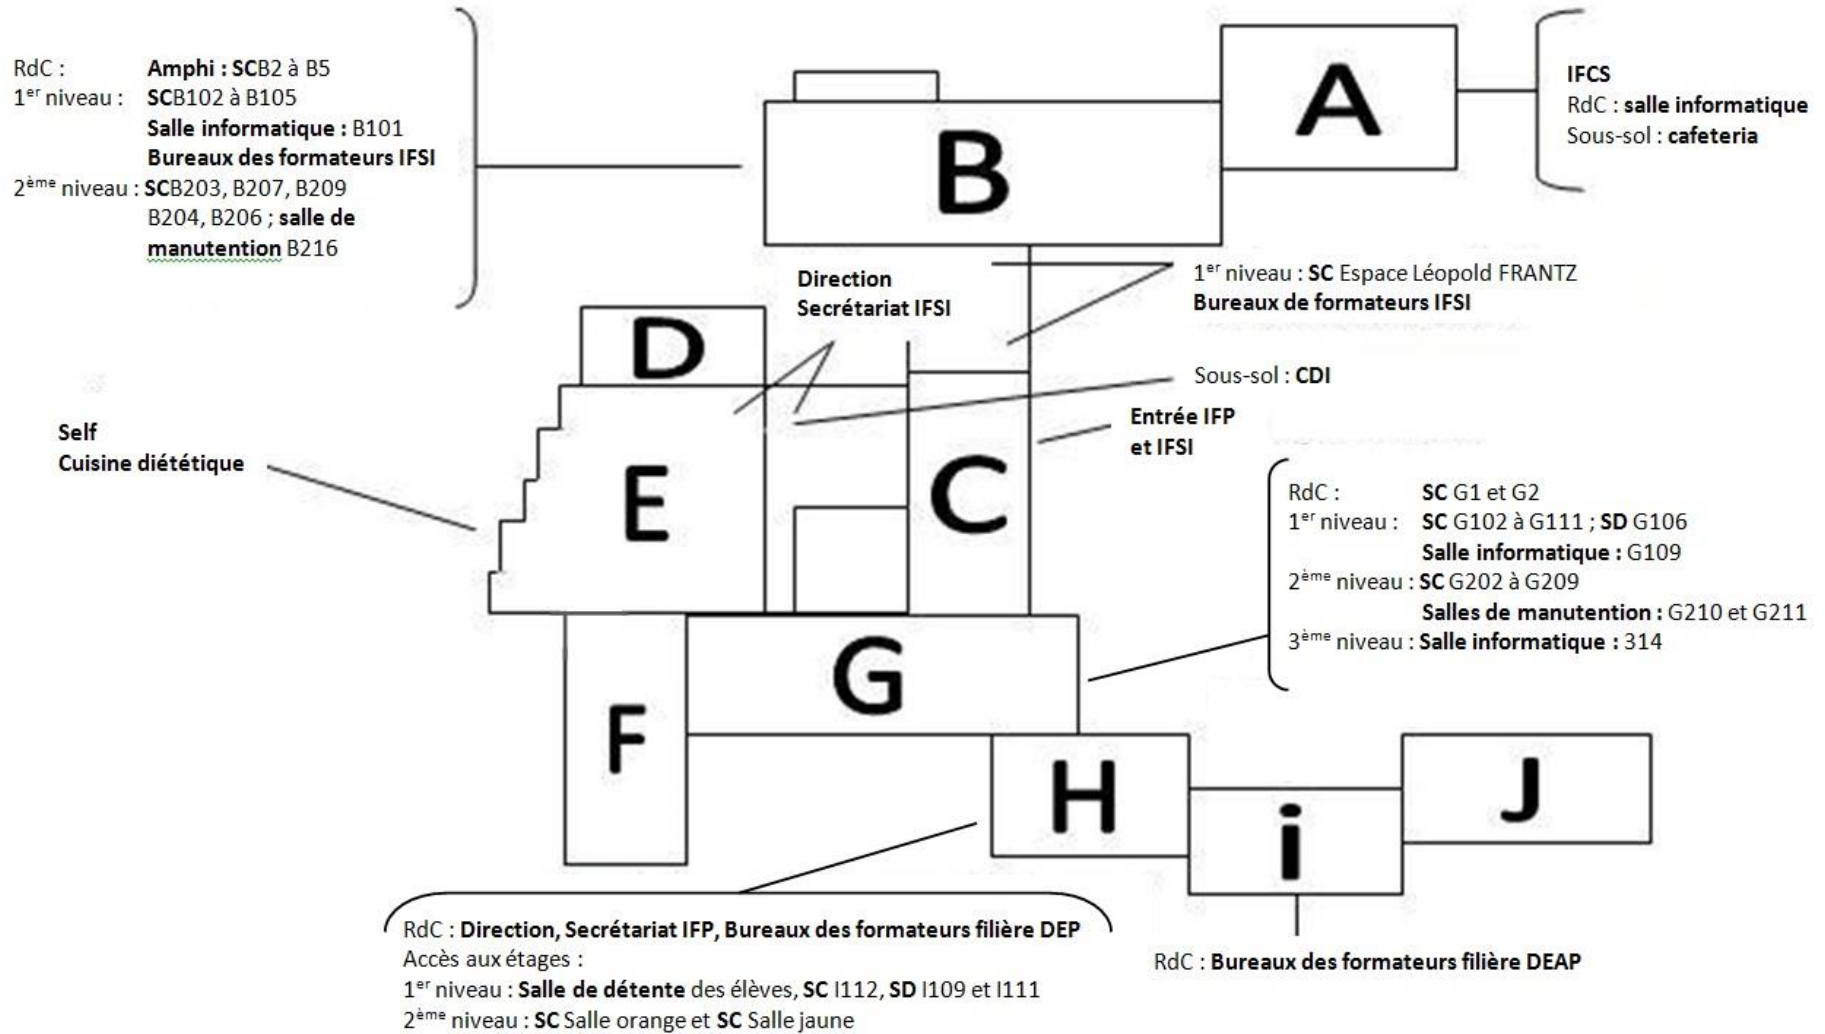 RdC : Amphi : SCB2 à B5
1er niveau : SCB102 à B105
Salle informatique : B101
Bureaux des formateurs IFSI
2ème niveau : SCB203, B207, B209
B204, B206 ; salle de
manutention B216
B
A
IFCS
RdC : salle informatique
Sous-sol : cafeteria
Direction
Secrétariat IFSI
1er niveau : SC Espace Léopold FRANTZ
Bureaux de formateurs IFSI
D
Sous-sol : CDI
Entrée IFP
et IFSI
Self
Cuisine diététique
E
C
RdC : SC G1 et G2
1er niveau : SC G102 à G111 ; SD G106
Salle informatique : G109
2ème niveau : SC G202 à G209
Salles de manutention : G210 et G211
3ème niveau : Salle informatique : 314
G
F
H
i
J
RdC : Direction, Secrétariat IFP, Bureaux des formateurs filière DEP
Accès aux étages :
1er niveau : Salle de détente des élèves, SC I112, SD I109 et I111
2ème niveau : SC Salle orange et SC Salle jaune
RdC : Bureaux des formateurs filière DEAP